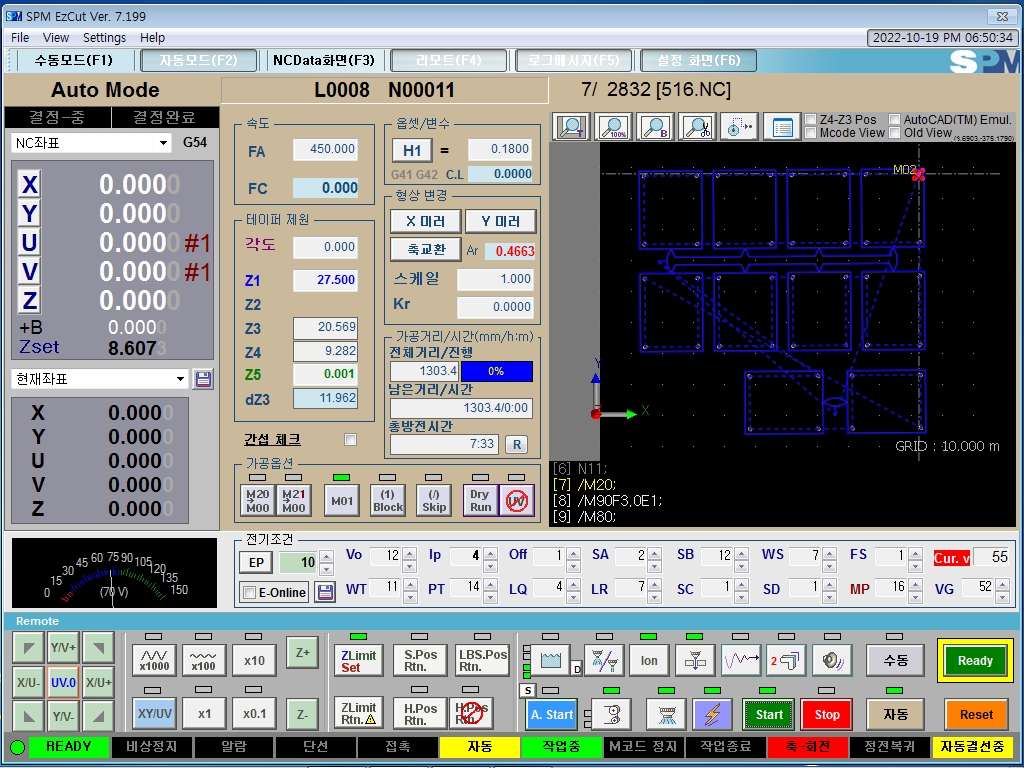 SPM EzCut Ver. 7.199
File View Settings Help
2022-10-19 PM 06:50:34
수동모드(F1) 자동모드(F2) NCData화면(F3) 리모트(F4) 로그메시지(F5) 설정 화면(F6)
SPM
Auto Mode
L0008 N00011
7/ 2832 [516.NC]
결정-중 결정완료
NC좌표 G54
X 0.0000
Y 0.0000
U 0.0000 #1
V 0.0000 #1
Z 0.0000
+B 0.0000
Zset 8.6073
현재좌표
X 0.0000
Y 0.0000
U 0.0000
V 0.0000
Z 0.0000
속도
FA 450.000
FC 0.000
테이퍼 제원
각도 0.000
Z1 27.500
Z2
Z3 20.569
Z4 9.282
Z5 0.001
dZ3 11.962
간섭 체크
옵셋/변수
H1 = 0.1800
G41 G42 C.L 0.0000
형상 변경
X 미러 Y 미러
축교환 Ar 0.4663
스케일 1.000
Kr 0.0000
가공거리/시간(mm/h:m)
전체거리/진행
1303.4 0%
남은거리/시간
1303.4/0:00
총방전시간
7:33 R
가공옵션
M20 M00
M21 M00
M01
(1) Block
(/) Skip
Dry Run
UV
T 100% B
Z4-Z3 Pos AutoCAD(TM) Emul.
Mcode View Old View
(6.6903,-375.1790)
M02
Y
X
GRID : 10.000 m
[6] N11;
[7] /M20;
[8] /M90F3,0E1;
[9] /M80;
0 15 30 45 60 75 90 105 120 135 150
(70 V)
전기조건
EP 10
E-Online
Vo 12 Ip 4 Off 1 SA 2 SB 12 WS 7 FS 1 Cur. v 55
WT 11 PT 14 LQ 4 LR 7 SC 1 SD 1 MP 16 VG 52
Remote
Y/V+
X/U- UV.0 X/U+
Y/V-
x1000 x100 x10 Z+
XY/UV x1 x0.1 Z-
ZLimit Set
S.Pos Rtn.
LBS.Pos Rtn.
ZLimit Rtn.
H.Pos Rtn.
H.Pos Rtn.
D
Ion
2
수동
Ready
S
A. Start
Start
Stop
자동
Reset
READY 비상정지 알람 단선 접촉 자동 작업중 M코드 정지 작업종료 축-회전 정전복귀 자동결선중